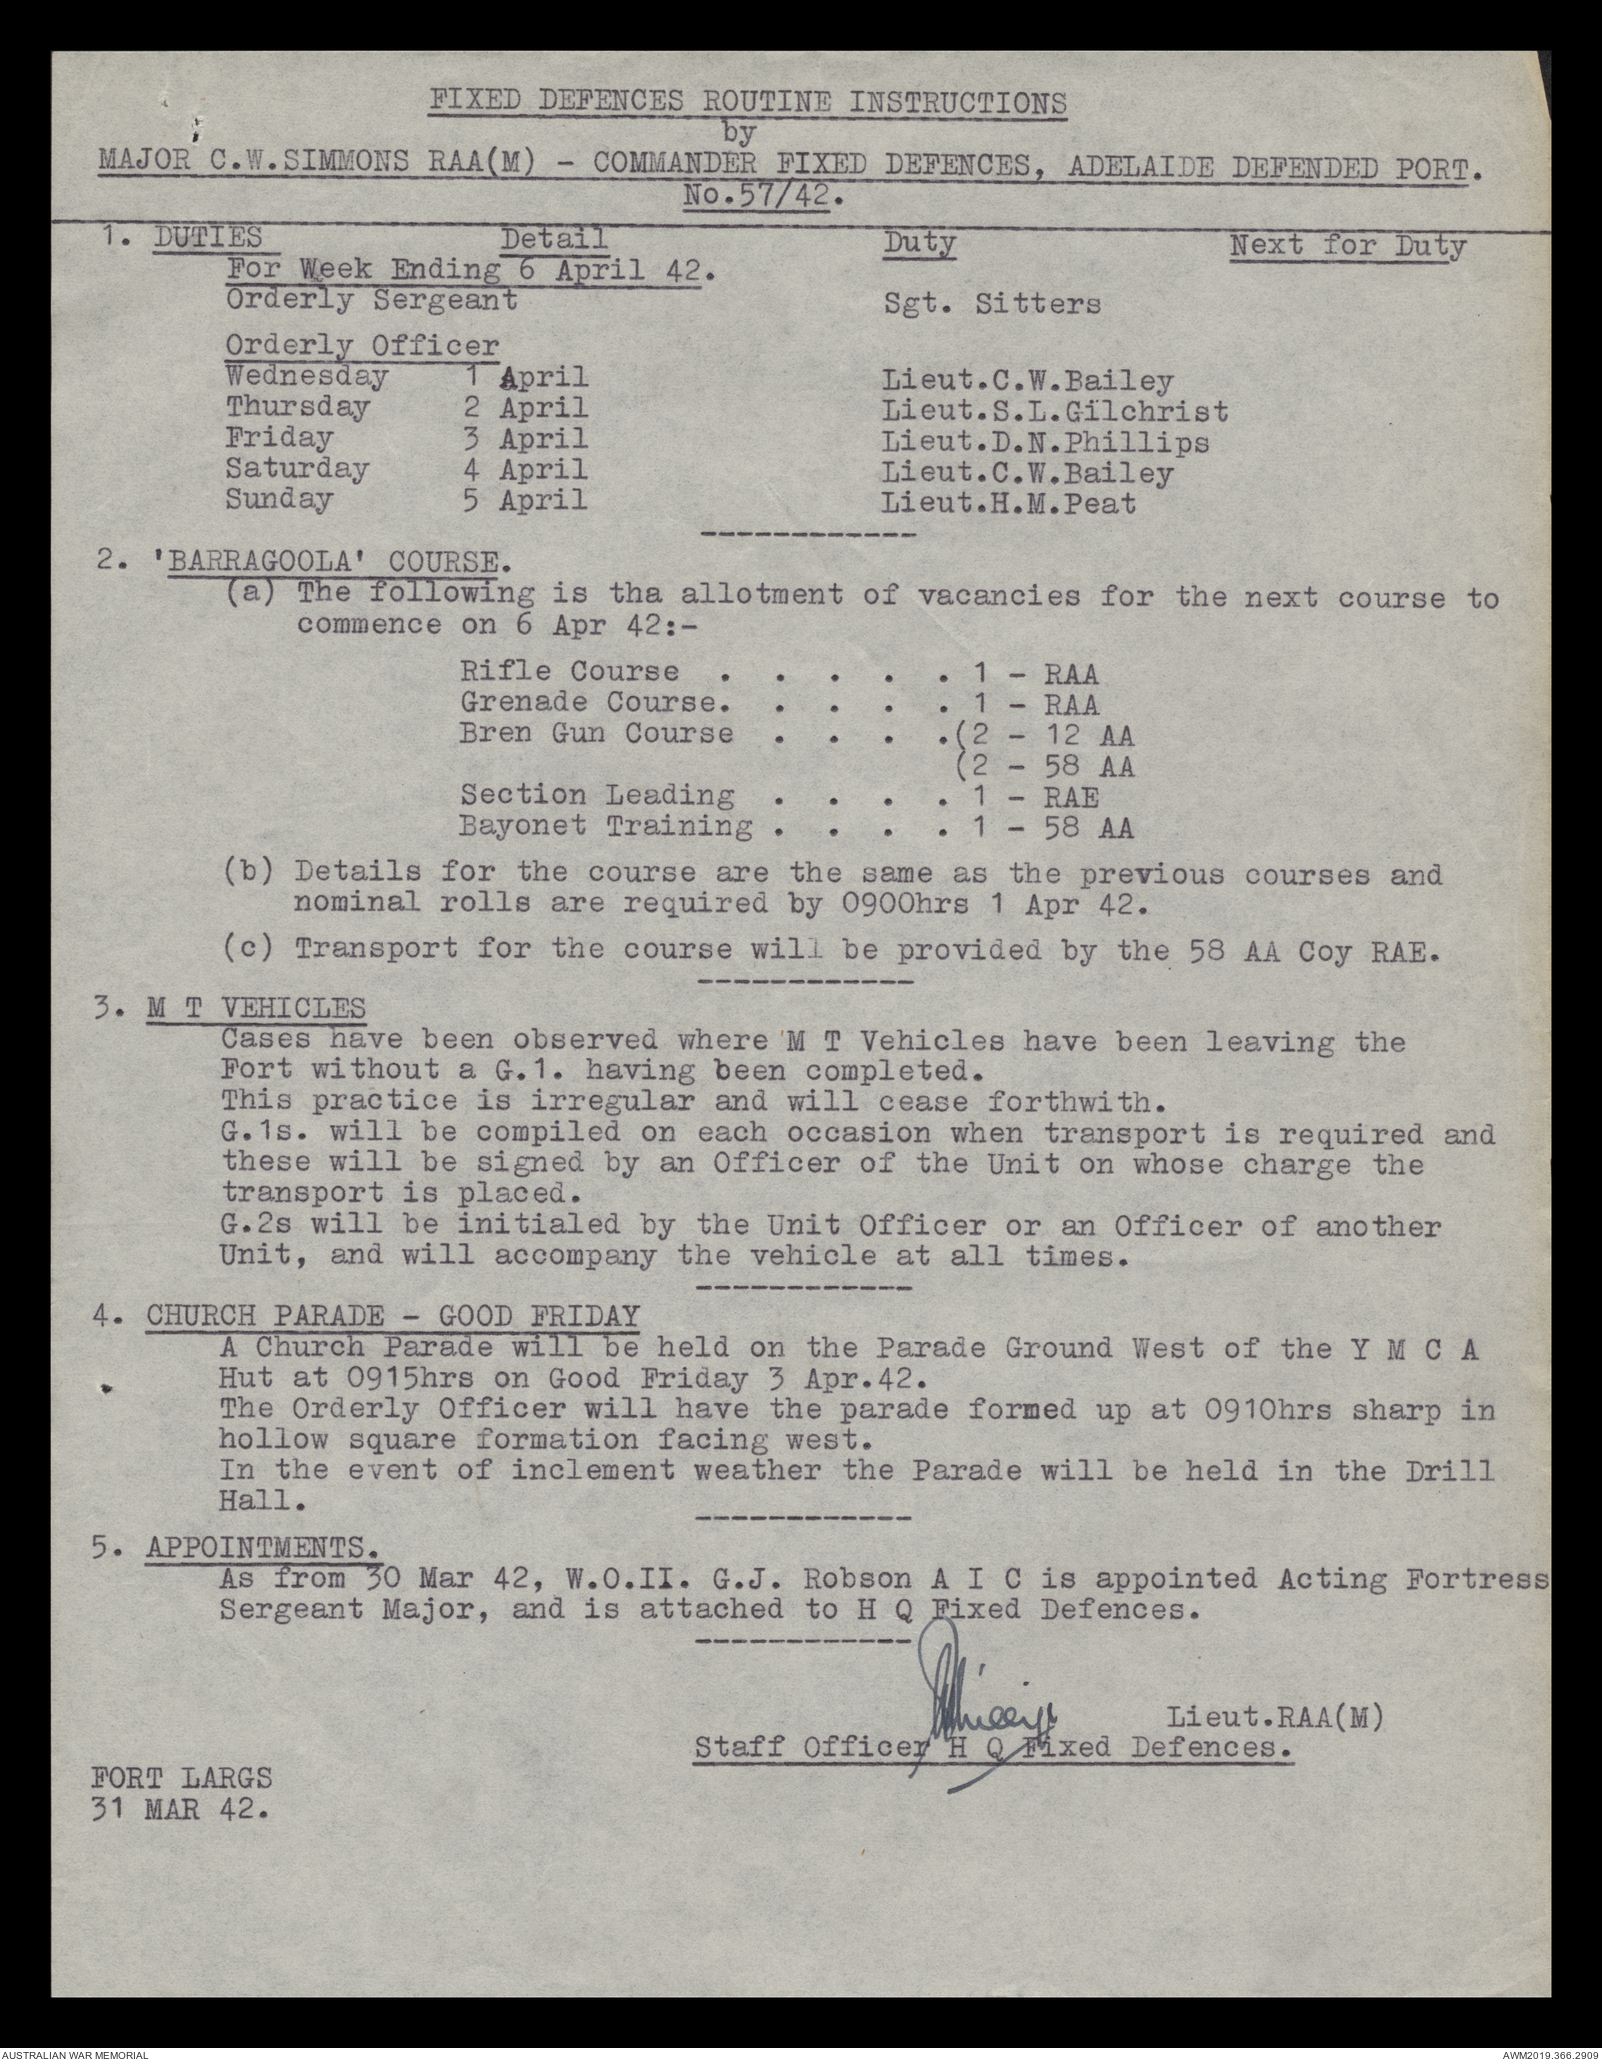 FIXED DEFENCES ROUTINE INSTRUCTIONS
by
MAJOR C.W.SIMMONS RAA(M) - COMMANDER FIXED DEFENCES, ADELAIDE DEFENDED PORT.
No.57/42.
1. DUTIES Detail Duty Next for Duty
For Week Ending 6 April 42.
Orderly Sergeant Sgt. Sitters
Orderly Officer
Wednesday 1 April Lieut.C.W.Bailey
Thursday 2 April Lieut.S.L.Gilchrist
Friday 3 April Lieut.D.N.Phillips
Saturday 4 April Lieut.C.W.Bailey
Sunday 5 April Lieut.H.M.Peat
------------
2. 'BARRAGOOLA' COURSE.
(a) The following is tha allotment of vacancies for the next course to
commence on 6 Apr 42:-
Rifle Course . . . . . 1 - RAA
Grenade Course. . . . . 1 - RAA
Bren Gun Course . . . .(2 - 12 AA
(2 - 58 AA
Section Leading . . . . 1 - RAE
Bayonet Training . . . . 1 - 58 AA
(b) Details for the course are the same as the previous courses and
nominal rolls are required by 0900hrs 1 Apr 42.
(c) Transport for the course will be provided by the 58 AA Coy RAE.
------------
3. M T VEHICLES
Cases have been observed where M T Vehicles have been leaving the
Fort without a G.1. having been completed.
This practice is irregular and will cease forthwith.
G.1s. will be compiled on each occasion when transport is required and
these will be signed by an Officer of the Unit on whose charge the
transport is placed.
G.2s will be initialed by the Unit Officer or an Officer of another
Unit, and will accompany the vehicle at all times.
------------
4. CHURCH PARADE - GOOD FRIDAY
A Church Parade will be held on the Parade Ground West of the Y M C A
Hut at 0915hrs on Good Friday 3 Apr.42.
The Orderly Officer will have the parade formed up at 0910hrs sharp in
hollow square formation facing west.
In the event of inclement weather the Parade will be held in the Drill
Hall.
------------
5. APPOINTMENTS.
As from 30 Mar 42, W.O.II. G.J. Robson A I C is appointed Acting Fortress
Sergeant Major, and is attached to H Q Fixed Defences.
------------
Lieut.RAA(M)
Staff Officer H Q Fixed Defences.
FORT LARGS
31 MAR 42.
AUSTRALIAN WAR MEMORIAL AWM2019.366.2909